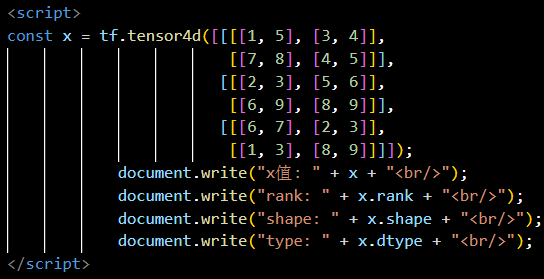 <script>
const x = tf.tensor4d([[[[1, 5], [3, 4]],
[[7, 8], [4, 5]]],
[[[2, 3], [5, 6]],
[[6, 9], [8, 9]]],
[[[6, 7], [2, 3]],
[[1, 3], [8, 9]]]]);
document.write("x值: " + x + "<br/>");
document.write("rank: " + x.rank + "<br/>");
document.write("shape: " + x.shape + "<br/>");
document.write("type: " + x.dtype + "<br/>");
</script>